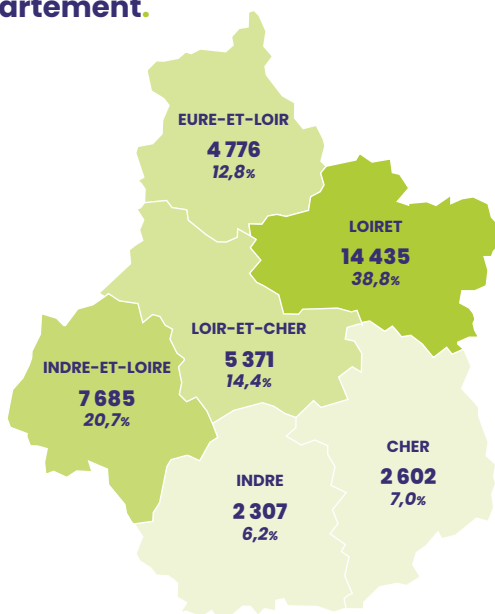 artement.
EURE-ET-LOIR
4 776
12,8%
LOIRET
14 435
38,8%
LOIR-ET-CHER
5 371
14,4%
INDRE-ET-LOIRE
7 685
20,7%
CHER
2 602
7,0%
INDRE
2 307
6,2%